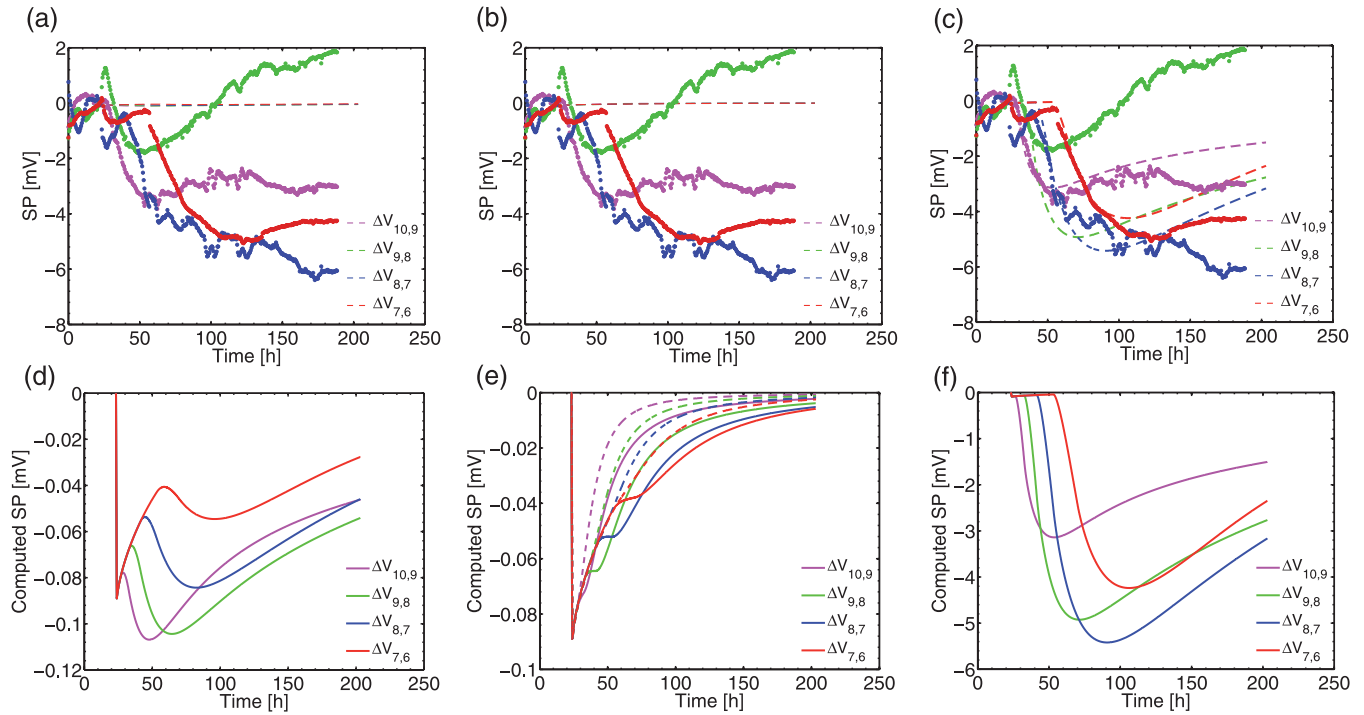 (a)
2
0
−2
−4
−6
−8
SP [mV]
0 50 100 150 200 250
Time [h]
ΔV10,9
ΔV9,8
ΔV8,7
ΔV7,6
(b)
2
0
−2
−4
−6
−8
SP [mV]
0 50 100 150 200 250
Time [h]
ΔV10,9
ΔV9,8
ΔV8,7
ΔV7,6
(c)
2
0
−2
−4
−6
−8
SP [mV]
0 50 100 150 200 250
Time [h]
ΔV10,9
ΔV9,8
ΔV8,7
ΔV7,6
(d)
0
−0.02
−0.04
−0.06
−0.08
−0.1
−0.12
Computed SP [mV]
0 50 100 150 200 250
Time [h]
ΔV10,9
ΔV9,8
ΔV8,7
ΔV7,6
(e)
0
−0.02
−0.04
−0.06
−0.08
−0.1
Computed SP [mV]
0 50 100 150 200 250
Time [h]
ΔV10,9
ΔV9,8
ΔV8,7
ΔV7,6
(f)
0
−1
−2
−3
−4
−5
−6
Computed SP [mV]
0 50 100 150 200 250
Time [h]
ΔV10,9
ΔV9,8
ΔV8,7
ΔV7,6